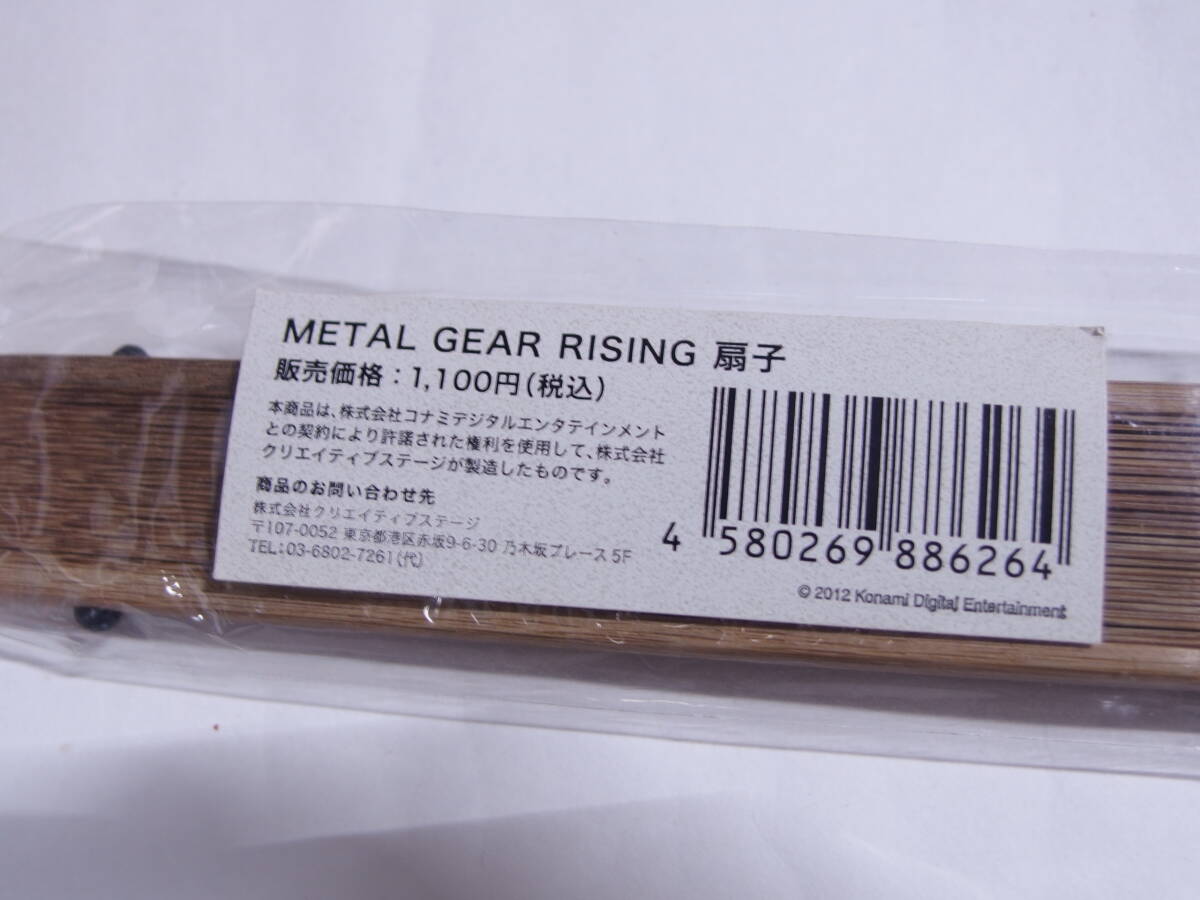 METAL GEAR RISING 扇子
販売価格：1,100円(税込)
本商品は、株式会社コナミデジタルエンタテインメント
との契約により許諾された権利を使用して、株式会社
クリエイティブステージが製造したものです。
商品のお問い合わせ先
株式会社クリエイティブステージ
〒107-0052 東京都港区赤坂9-6-30 乃木坂プレース 5F
TEL：03-6802-7261(代)
4 580269 886264
© 2012 Konami Digital Entertainment